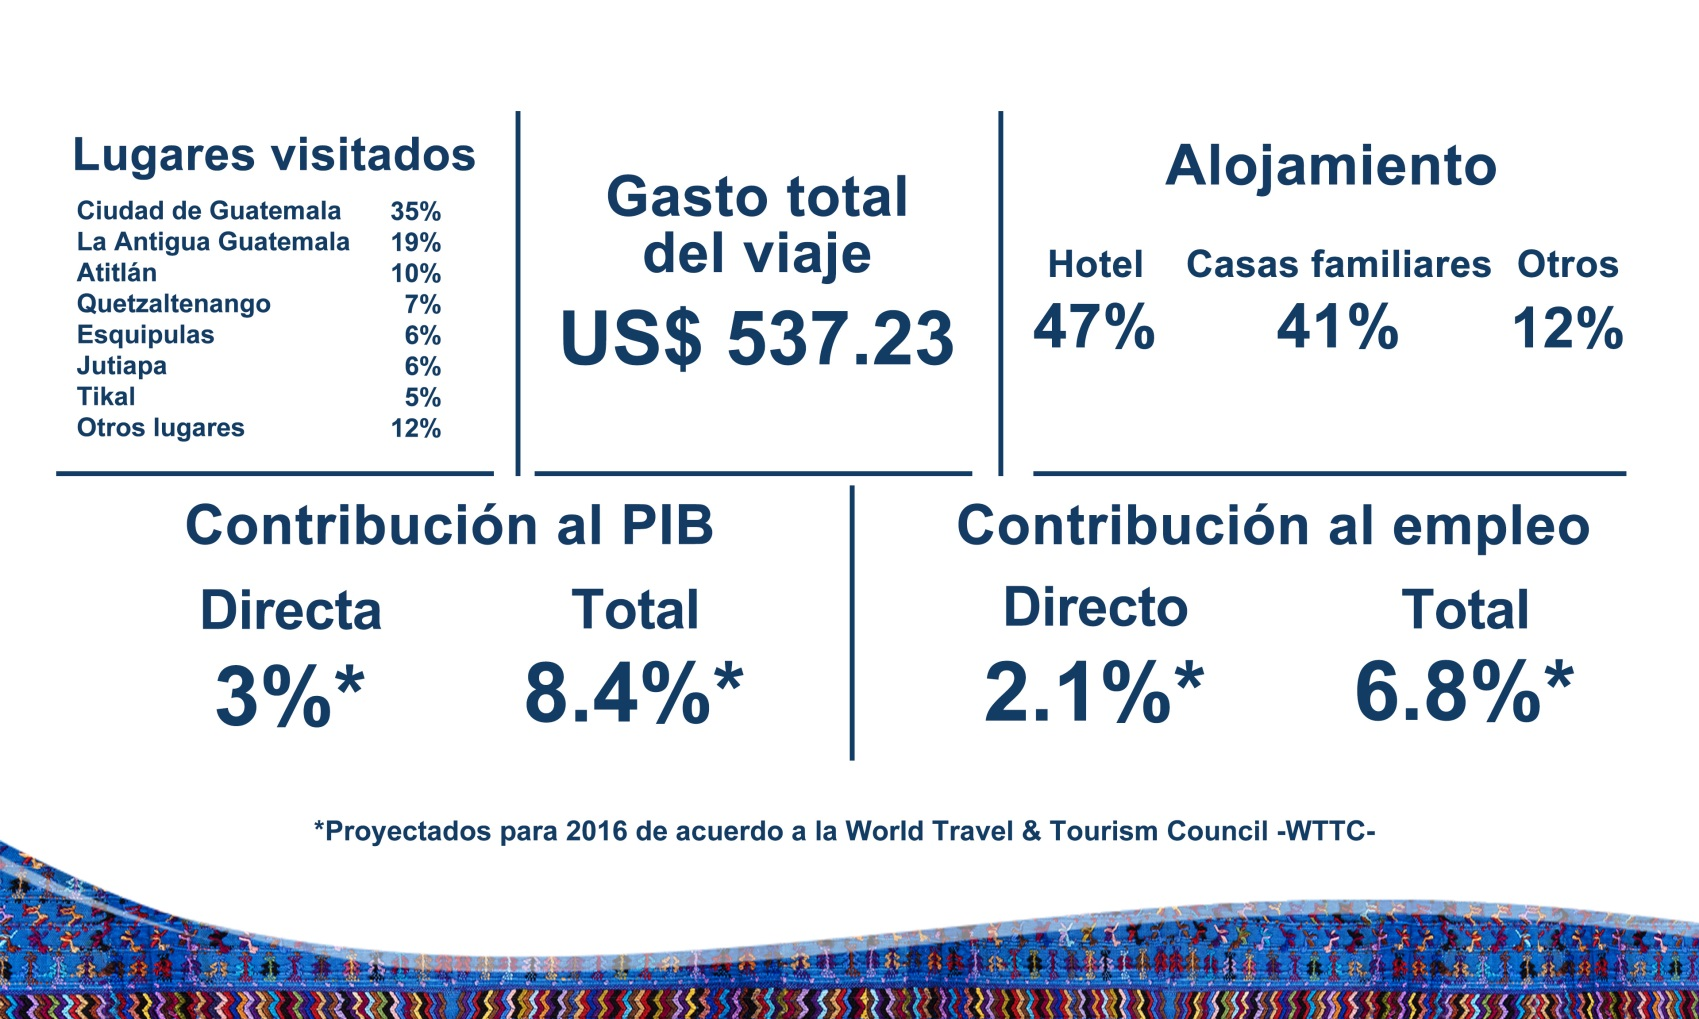 Lugares visitados
Ciudad de Guatemala 35%
La Antigua Guatemala 19%
Atitlán 10%
Quetzaltenango 7%
Esquipulas 6%
Jutiapa 6%
Tikal 5%
Otros lugares 12%
Gasto total
del viaje
US$ 537.23
Alojamiento
Hotel Casas familiares Otros
47% 41% 12%
Contribución al PIB
Directa Total
3%* 8.4%*
Contribución al empleo
Directo Total
2.1%* 6.8%*
*Proyectados para 2016 de acuerdo a la World Travel & Tourism Council -WTTC-